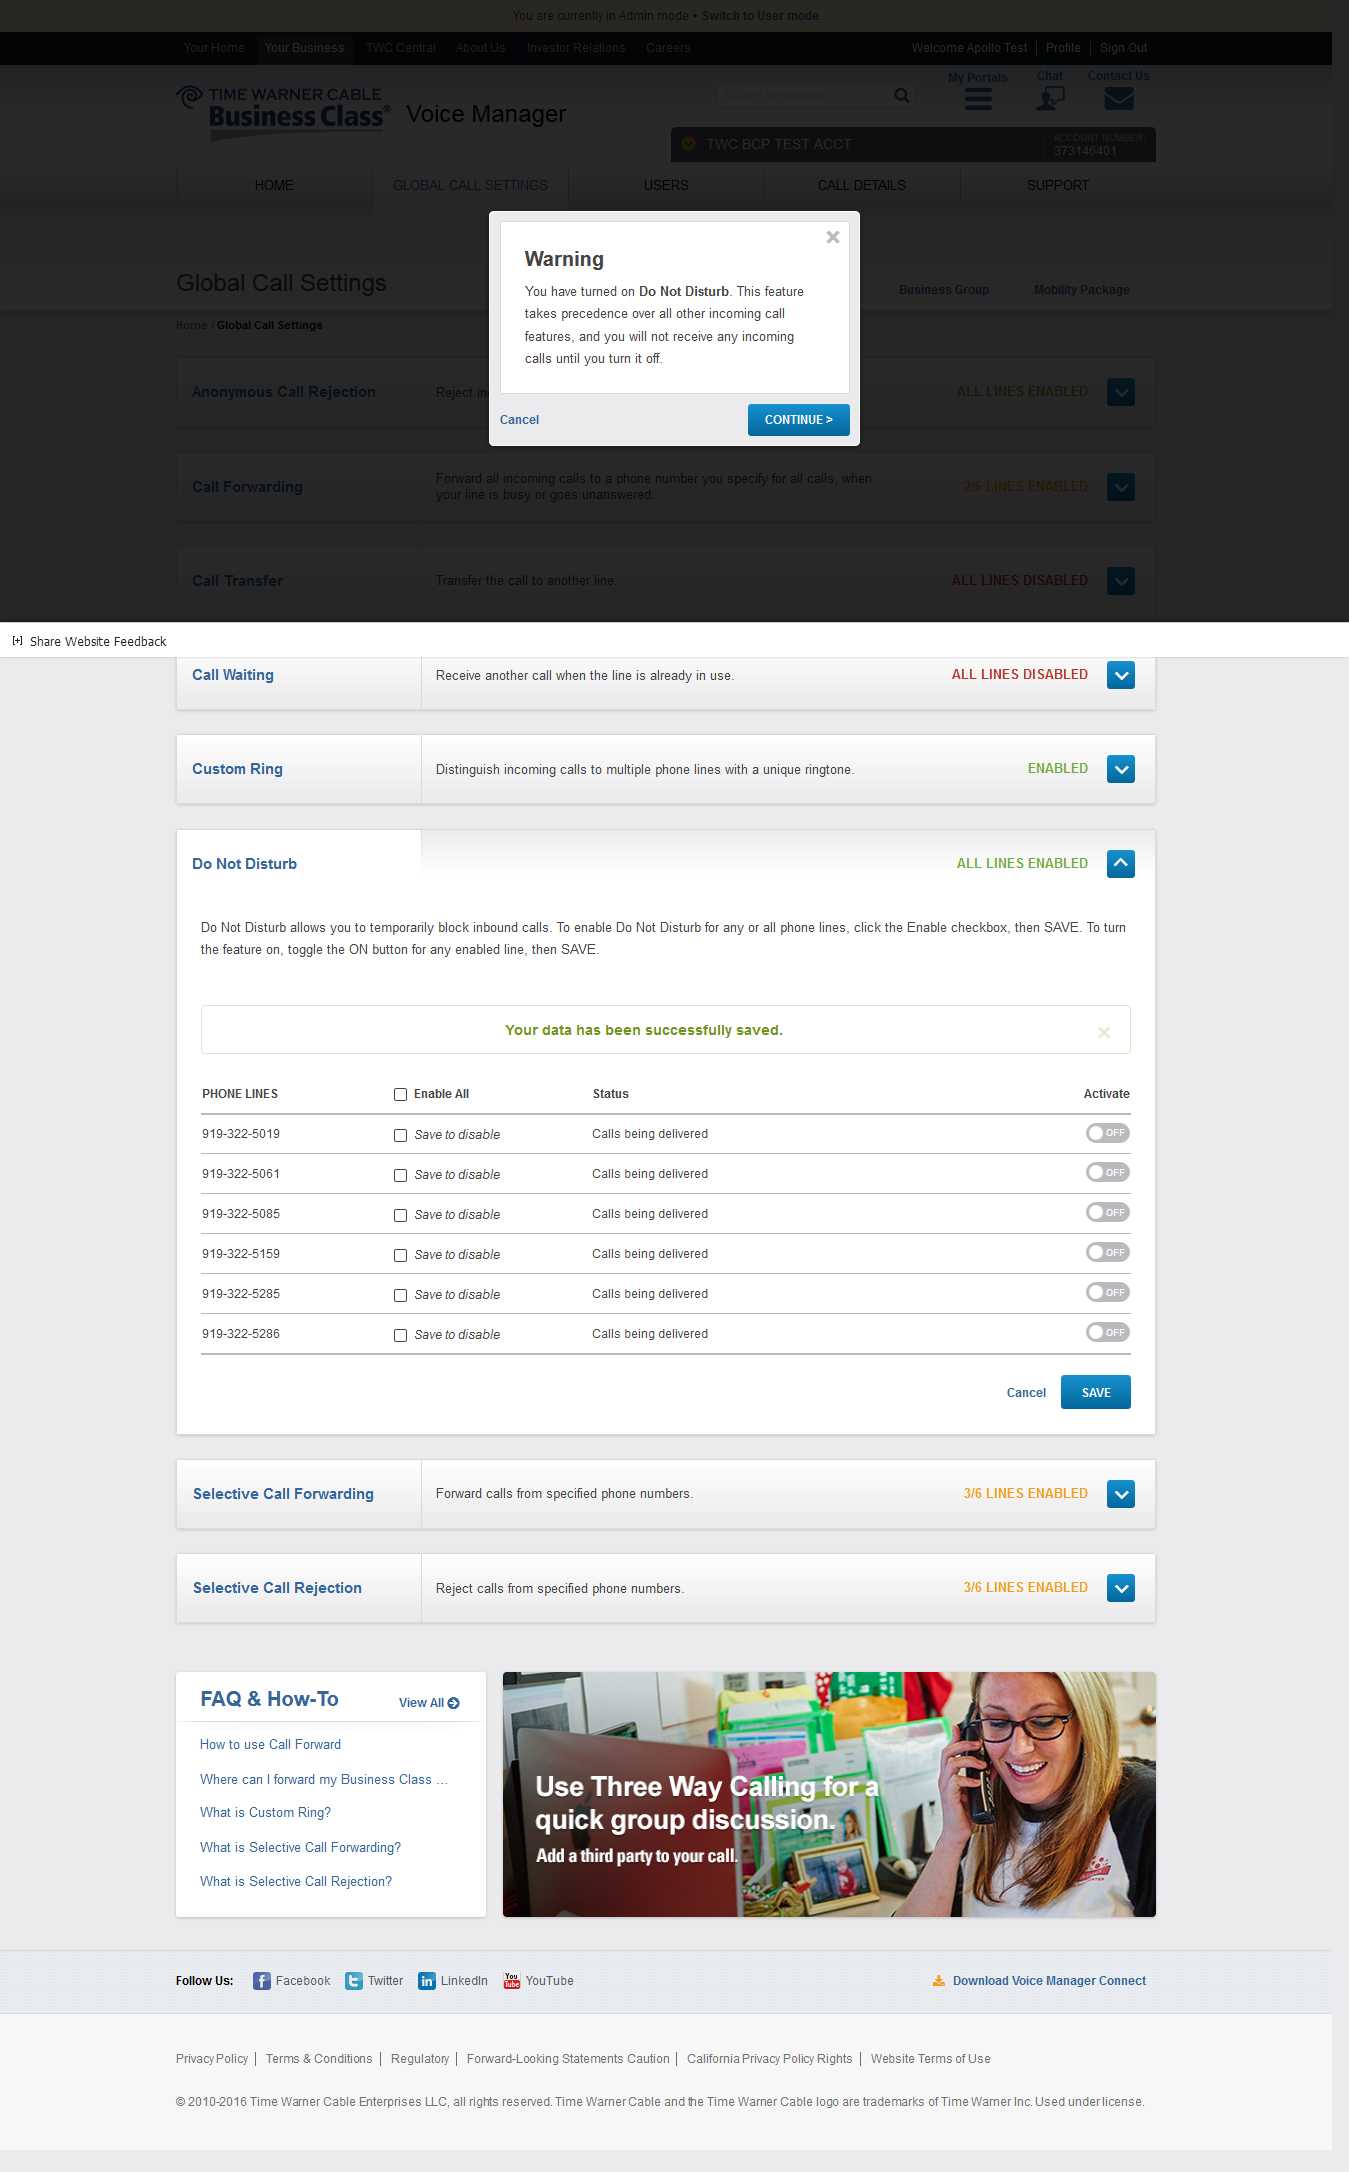 You are currently in Admin mode • Switch to User mode
Your Home Your Business TWC Central About Us Investor Relations Careers Welcome Apollo Test Profile Sign Out
TIME WARNER CABLE
Business Class®
Voice Manager
Search by Keyword
My Portals Chat Contact Us
TWC BCP TEST ACCT
ACCOUNT NUMBER:
373146401
HOME GLOBAL CALL SETTINGS USERS CALL DETAILS SUPPORT
Warning
You have turned on Do Not Disturb. This feature
takes precedence over all other incoming call
features, and you will not receive any incoming
calls until you turn it off.
Cancel CONTINUE >
Global Call Settings
Business Group Mobility Package
Home / Global Call Settings
Anonymous Call Rejection Reject ALL LINES ENABLED
Call Forwarding
Forward all incoming calls to a phone number you specify for all calls, when
your line is busy or goes unanswered.
2/6 LINES ENABLED
Call Transfer Transfer the call to another line. ALL LINES DISABLED
[+] Share Website Feedback
Call Waiting Receive another call when the line is already in use. ALL LINES DISABLED
Custom Ring Distinguish incoming calls to multiple phone lines with a unique ringtone. ENABLED
Do Not Disturb ALL LINES ENABLED
Do Not Disturb allows you to temporarily block inbound calls. To enable Do Not Disturb for any or all phone lines, click the Enable checkbox, then SAVE. To turn
the feature on, toggle the ON button for any enabled line, then SAVE.
Your data has been successfully saved.
PHONE LINES Enable All Status Activate
919-322-5019 Save to disable Calls being delivered OFF
919-322-5061 Save to disable Calls being delivered OFF
919-322-5085 Save to disable Calls being delivered OFF
919-322-5159 Save to disable Calls being delivered OFF
919-322-5285 Save to disable Calls being delivered OFF
919-322-5286 Save to disable Calls being delivered OFF
Cancel SAVE
Selective Call Forwarding Forward calls from specified phone numbers. 3/6 LINES ENABLED
Selective Call Rejection Reject calls from specified phone numbers. 3/6 LINES ENABLED
FAQ & How-To View All
How to use Call Forward
Where can I forward my Business Class ...
What is Custom Ring?
What is Selective Call Forwarding?
What is Selective Call Rejection?
Use Three Way Calling for a
quick group discussion.
Add a third party to your call.
Follow Us: Facebook Twitter LinkedIn YouTube Download Voice Manager Connect
Privacy Policy Terms & Conditions Regulatory Forward-Looking Statements Caution California Privacy Policy Rights Website Terms of Use
© 2010-2016 Time Warner Cable Enterprises LLC, all rights reserved. Time Warner Cable and the Time Warner Cable logo are trademarks of Time Warner Inc. Used under license.